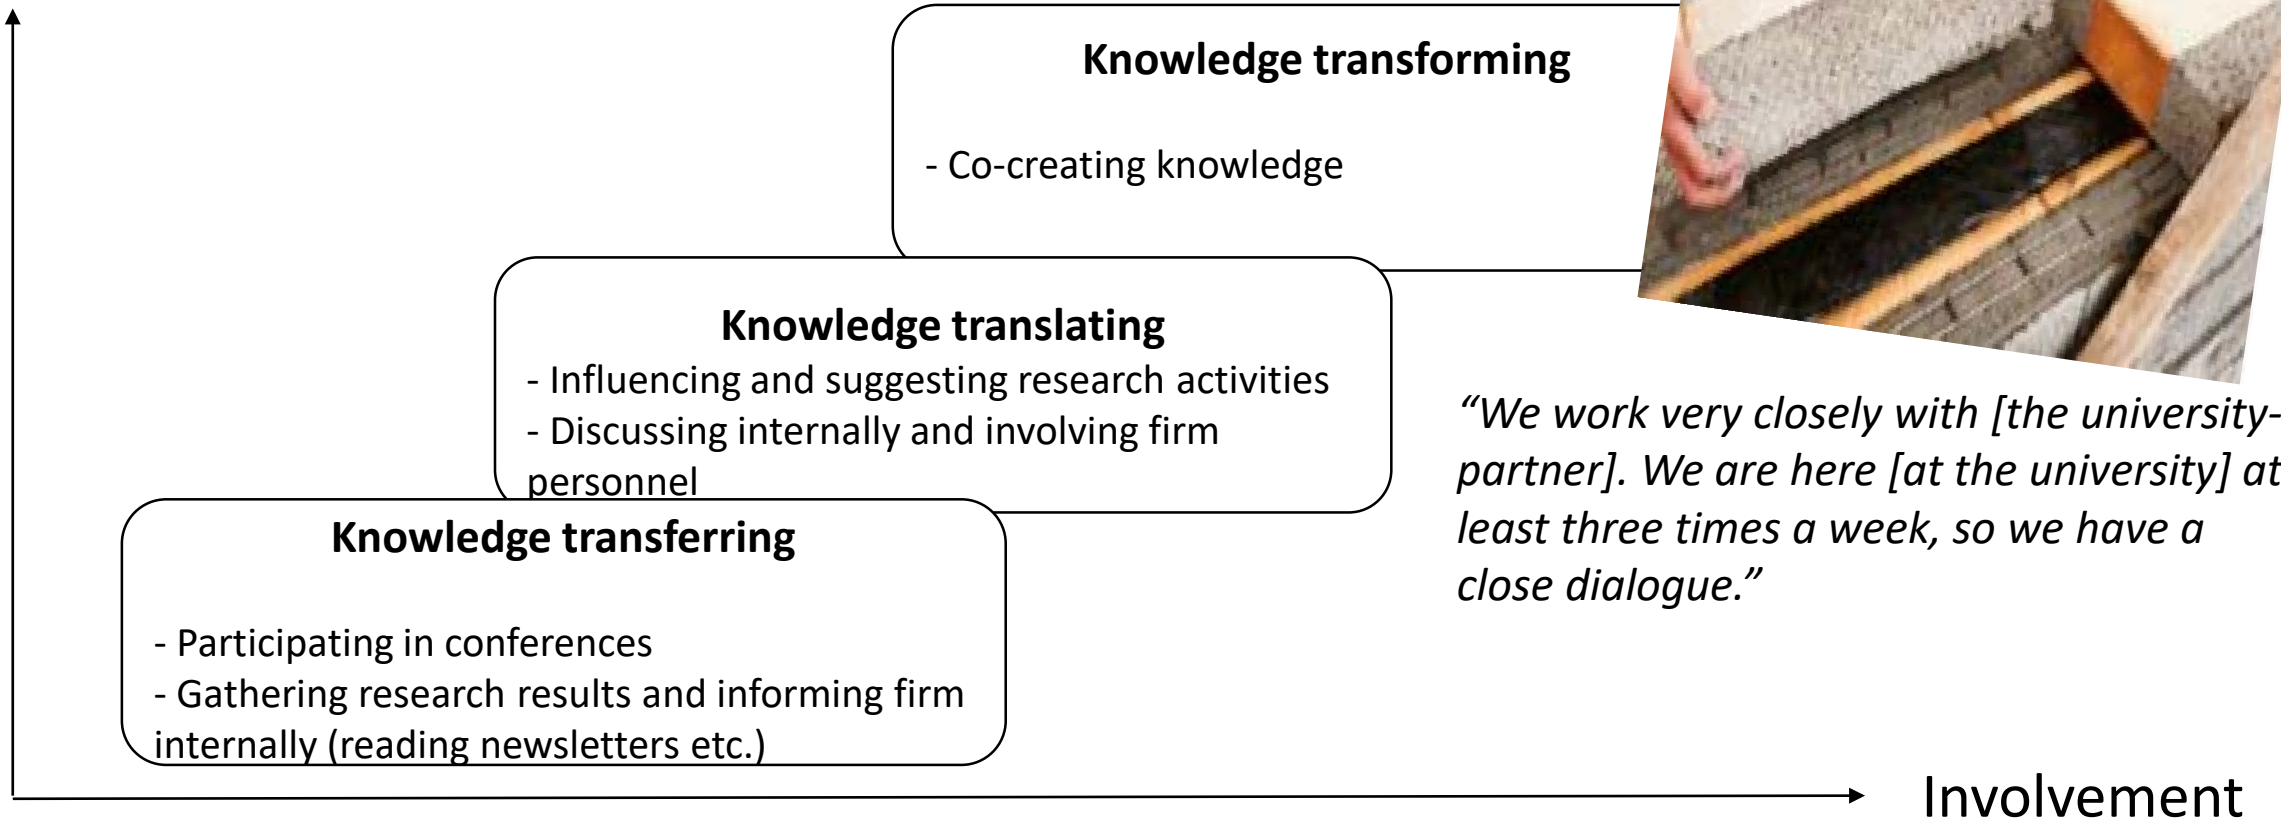 Knowledge transforming
- Co-creating knowledge
Knowledge translating
- Influencing and suggesting research activities
- Discussing internally and involving firm
personnel
Knowledge transferring
- Participating in conferences
- Gathering research results and informing firm
internally (reading newsletters etc.)
“We work very closely with [the university-
partner]. We are here [at the university] at
least three times a week, so we have a
close dialogue.”
Involvement